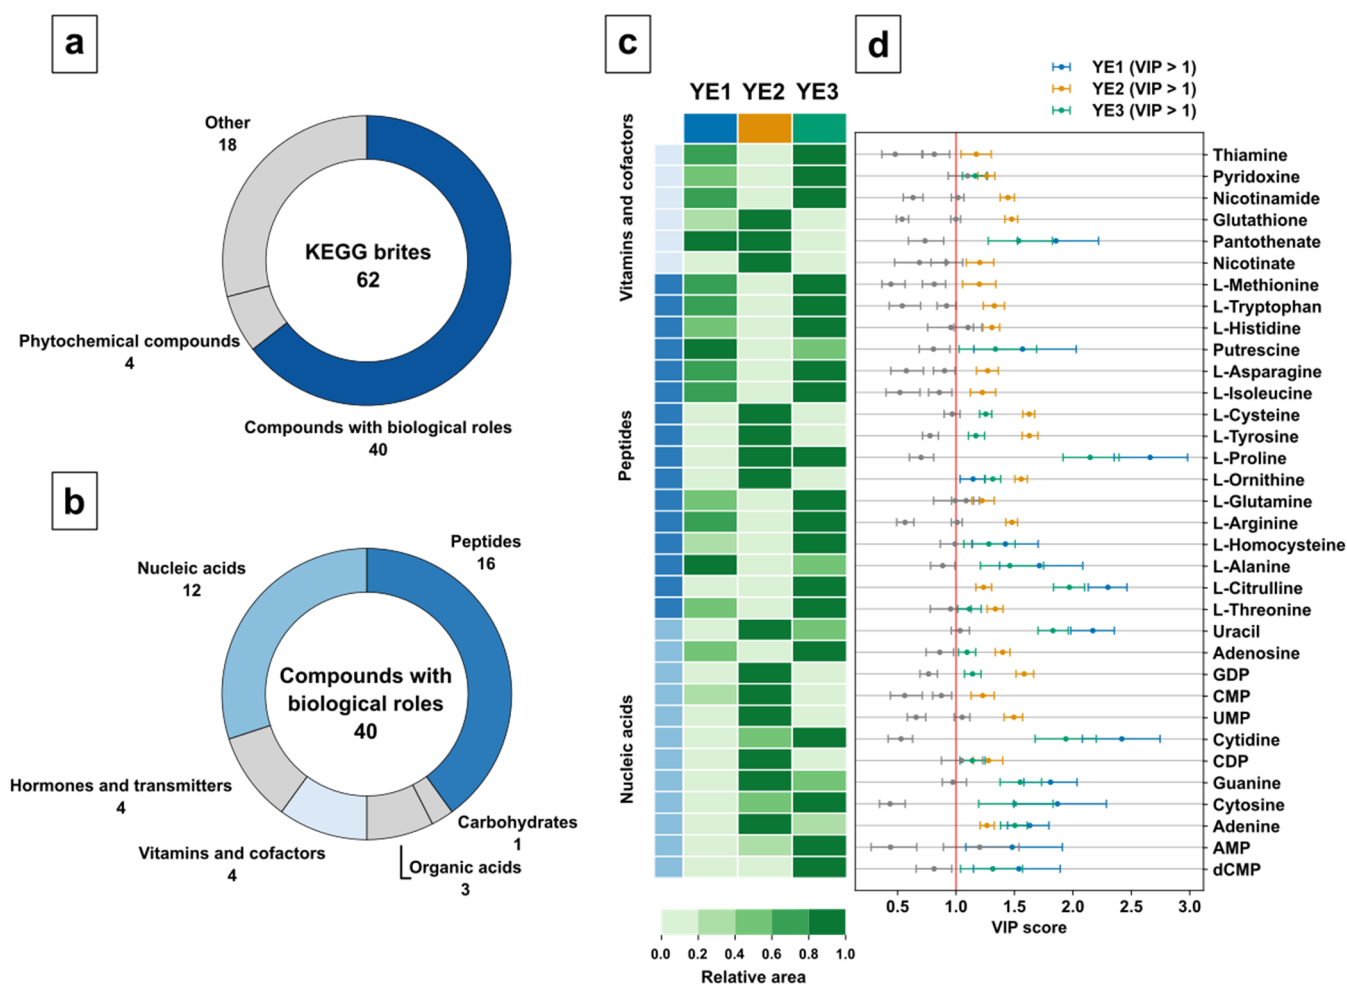 a
Other
18
KEGG brites
62
Phytochemical compounds
4
Compounds with biological roles
40
b
Peptides
16
Nucleic acids
12
Compounds with
biological roles
40
Hormones and transmitters
4
Carbohydrates
1
Vitamins and cofactors
4
Organic acids
3
c
YE1 YE2 YE3
Vitamins and cofactors
Peptides
Nucleic acids
0.0 0.2 0.4 0.6 0.8 1.0
Relative area
d
YE1 (VIP > 1)
YE2 (VIP > 1)
YE3 (VIP > 1)
Thiamine
Pyridoxine
Nicotinamide
Glutathione
Pantothenate
Nicotinate
L-Methionine
L-Tryptophan
L-Histidine
Putrescine
L-Asparagine
L-Isoleucine
L-Cysteine
L-Tyrosine
L-Proline
L-Ornithine
L-Glutamine
L-Arginine
L-Homocysteine
L-Alanine
L-Citrulline
L-Threonine
Uracil
Adenosine
GDP
CMP
UMP
Cytidine
CDP
Guanine
Cytosine
Adenine
AMP
dCMP
0.5 1.0 1.5 2.0 2.5 3.0
VIP score